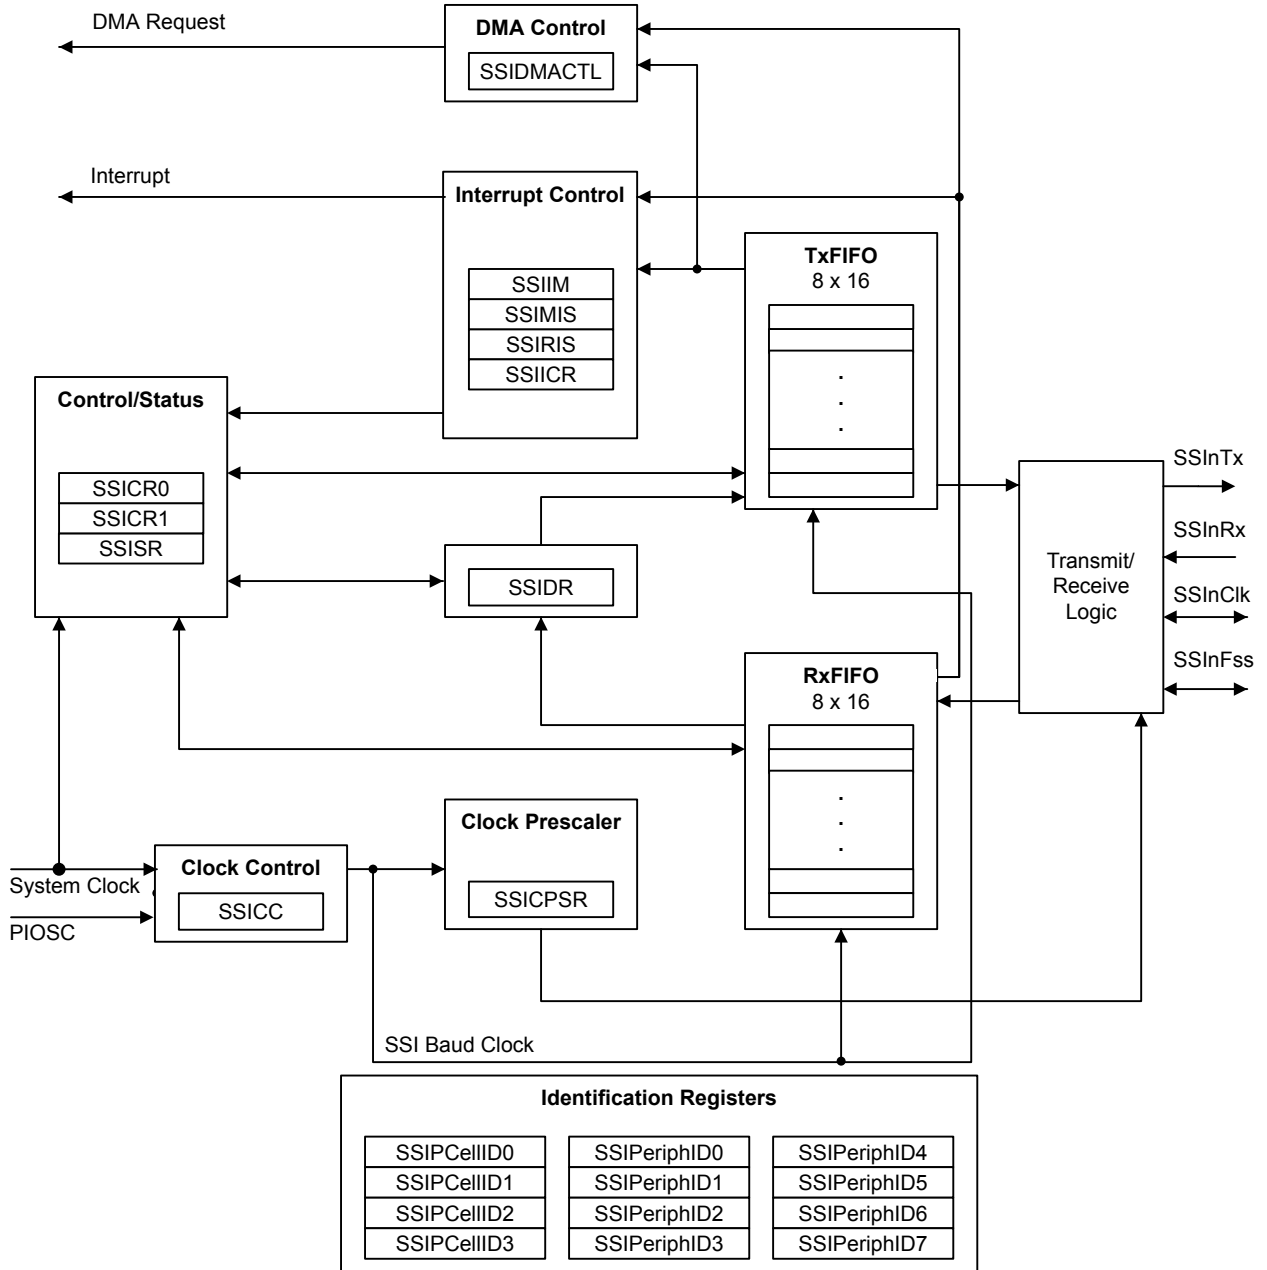 DMA Request
DMA Control
SSIDMACTL
Interrupt
Interrupt Control
SSIIM
SSIMIS
SSIRIS
SSIICR
TxFIFO
8 x 16
.
.
.
Control/Status
SSICR0
SSICR1
SSISR
SSIDR
Transmit/
Receive
Logic
SSInTx
SSInRx
SSInClk
SSInFss
RxFIFO
8 x 16
.
.
.
System Clock
PIOSC
Clock Control
SSICC
Clock Prescaler
SSICPSR
SSI Baud Clock
Identification Registers
SSIPCellID0
SSIPCellID1
SSIPCellID2
SSIPCellID3
SSIPeriphID0
SSIPeriphID1
SSIPeriphID2
SSIPeriphID3
SSIPeriphID4
SSIPeriphID5
SSIPeriphID6
SSIPeriphID7